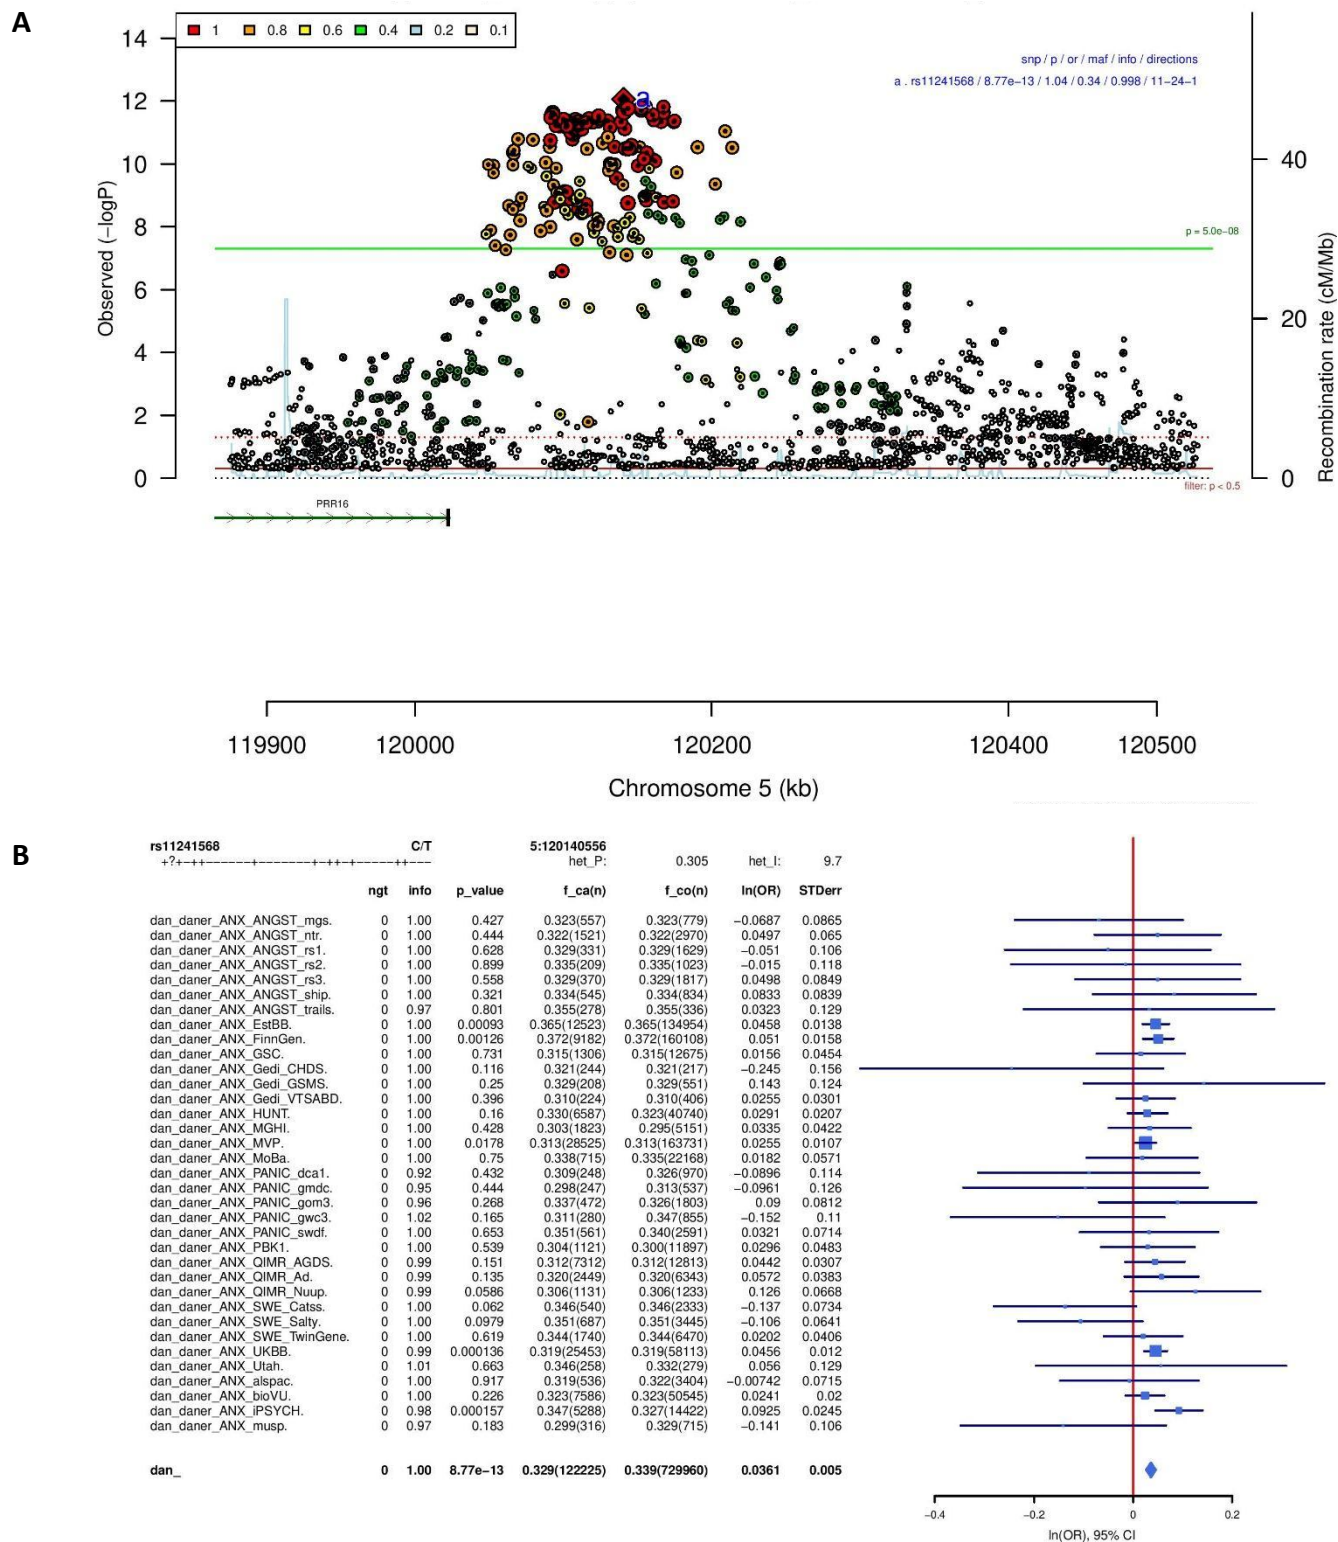 A
1 0.8 0.6 0.4 0.2 0.1
14
12
10
8
6
4
2
0
Observed (−logP)
snp / p / or / maf / info / directions
a . rs11241568 / 8.77e−13 / 1.04 / 0.34 / 0.998 / 11−24−1
a
40
20
0
Recombination rate (cM/Mb)
p = 5.0e−08
filter: p < 0.5
PRR16
119900 120000 120200 120400 120500
Chromosome 5 (kb)
B
rs11241568 C/T 5:120140556
het_P: 0.305 het_I: 9.7
ngt info p_value f_ca(n) f_co(n) ln(OR) STDerr
dan_daner_ANX_ANGST_mgs. 0 1.00 0.427 0.323(557) 0.323(779) −0.0687 0.0865
dan_daner_ANX_ANGST_ntr. 0 1.00 0.444 0.322(1521) 0.322(2970) 0.0497 0.065
dan_daner_ANX_ANGST_rs1. 0 1.00 0.628 0.329(331) 0.329(1629) −0.051 0.106
dan_daner_ANX_ANGST_rs2. 0 1.00 0.899 0.335(209) 0.335(1023) −0.015 0.118
dan_daner_ANX_ANGST_rs3. 0 1.00 0.558 0.329(370) 0.329(1817) 0.0498 0.0849
dan_daner_ANX_ANGST_ship. 0 1.00 0.321 0.334(545) 0.334(834) 0.0833 0.0839
dan_daner_ANX_ANGST_trails. 0 0.97 0.801 0.355(278) 0.355(336) 0.0323 0.129
dan_daner_ANX_EstBB. 0 1.00 0.00093 0.365(12523) 0.365(134954) 0.0458 0.0138
dan_daner_ANX_FinnGen. 0 1.00 0.00126 0.372(9182) 0.372(160108) 0.051 0.0158
dan_daner_ANX_GSC. 0 1.00 0.731 0.315(1306) 0.315(12675) 0.0156 0.0454
dan_daner_ANX_Gedi_CHDS. 0 1.00 0.116 0.321(244) 0.321(217) −0.245 0.156
dan_daner_ANX_Gedi_GSMS. 0 1.00 0.25 0.329(208) 0.329(551) 0.143 0.124
dan_daner_ANX_Gedi_VTSABD. 0 1.00 0.396 0.310(224) 0.310(406) 0.0255 0.0301
dan_daner_ANX_HUNT. 0 1.00 0.16 0.330(6587) 0.323(40740) 0.0291 0.0207
dan_daner_ANX_MGHI. 0 1.00 0.428 0.303(1823) 0.295(5151) 0.0335 0.0422
dan_daner_ANX_MVP. 0 1.00 0.0178 0.313(28525) 0.313(163731) 0.0255 0.0107
dan_daner_ANX_MoBa. 0 1.00 0.75 0.338(715) 0.335(22168) 0.0182 0.0571
dan_daner_ANX_PANIC_dca1. 0 0.92 0.432 0.309(248) 0.326(970) −0.0896 0.114
dan_daner_ANX_PANIC_gmdc. 0 0.95 0.444 0.298(247) 0.313(537) −0.0961 0.126
dan_daner_ANX_PANIC_gom3. 0 0.96 0.268 0.337(472) 0.326(1803) 0.09 0.0812
dan_daner_ANX_PANIC_gwc3. 0 1.02 0.165 0.311(280) 0.347(855) −0.152 0.11
dan_daner_ANX_PANIC_swdf. 0 1.00 0.653 0.351(561) 0.340(2591) 0.0321 0.0714
dan_daner_ANX_PBK1. 0 1.00 0.539 0.304(1121) 0.300(11897) 0.0296 0.0483
dan_daner_ANX_QIMR_AGDS. 0 0.99 0.151 0.312(7312) 0.312(12813) 0.0442 0.0307
dan_daner_ANX_QIMR_Ad. 0 0.99 0.135 0.320(2449) 0.320(6343) 0.0572 0.0383
dan_daner_ANX_QIMR_Nuup. 0 0.99 0.0586 0.306(1131) 0.306(1233) 0.126 0.0668
dan_daner_ANX_SWE_Catss. 0 1.00 0.062 0.346(540) 0.346(2333) −0.137 0.0734
dan_daner_ANX_SWE_Salty. 0 1.00 0.0979 0.351(687) 0.351(3445) −0.106 0.0641
dan_daner_ANX_SWE_TwinGene. 0 1.00 0.619 0.344(1740) 0.344(6470) 0.0202 0.0406
dan_daner_ANX_UKBB. 0 0.99 0.000136 0.319(25453) 0.319(58113) 0.0456 0.012
dan_daner_ANX_Utah. 0 1.01 0.663 0.346(258) 0.332(279) 0.056 0.129
dan_daner_ANX_alspac. 0 1.00 0.917 0.319(536) 0.322(3404) −0.00742 0.0715
dan_daner_ANX_bioVU. 0 1.00 0.226 0.323(7586) 0.323(50545) 0.0241 0.02
dan_daner_ANX_iPSYCH. 0 0.98 0.000157 0.347(5288) 0.327(14422) 0.0925 0.0245
dan_daner_ANX_musp. 0 0.97 0.183 0.299(316) 0.329(715) −0.141 0.106
dan_ 0 1.00 8.77e−13 0.329(122225) 0.339(729960) 0.0361 0.005
−0.4 −0.2 0 0.2
ln(OR), 95% CI